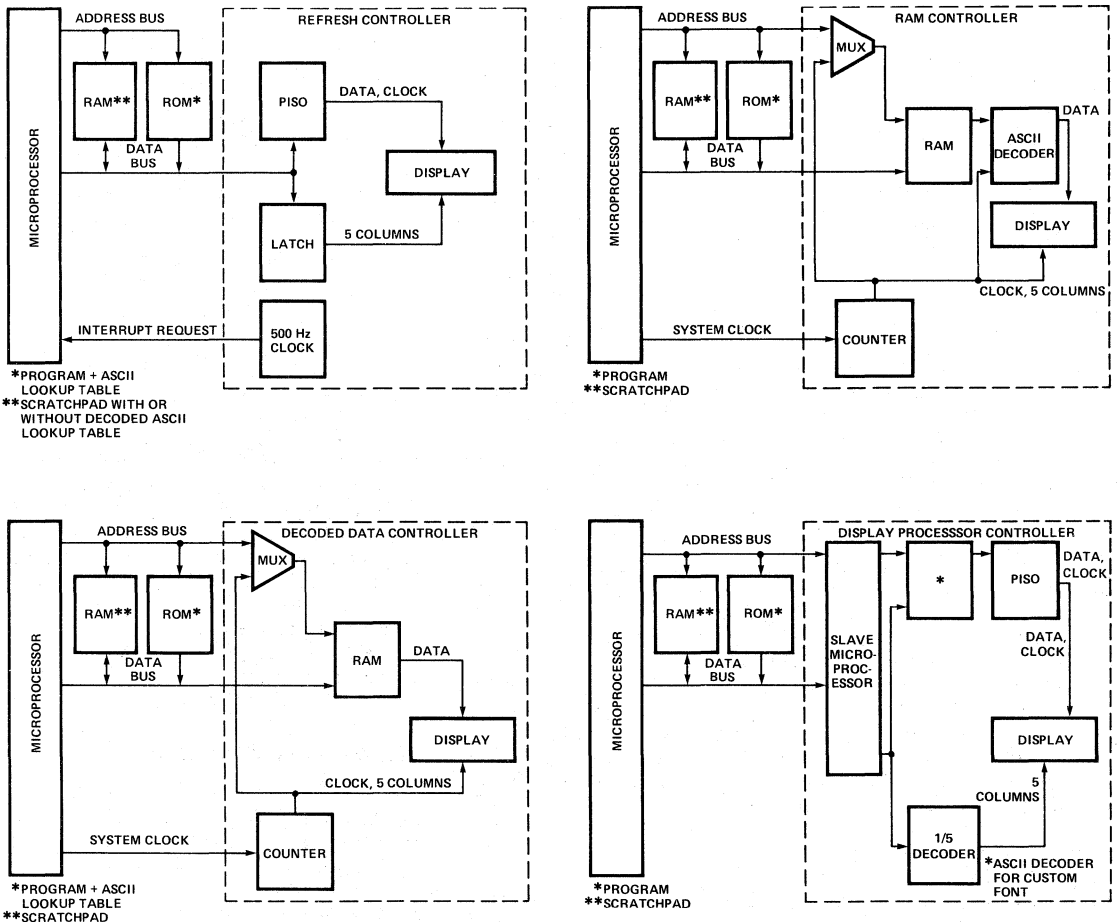 ADDRESS BUS
REFRESH CONTROLLER
MICROPROCESSOR
RAM**
ROM*
DATA
BUS
PISO
DATA, CLOCK
DISPLAY
LATCH
5 COLUMNS
INTERRUPT REQUEST
500 Hz
CLOCK
*PROGRAM + ASCII
LOOKUP TABLE
**SCRATCHPAD WITH OR
WITHOUT DECODED ASCII
LOOKUP TABLE
ADDRESS BUS
RAM CONTROLLER
MICROPROCESSOR
MUX
RAM**
ROM*
DATA
BUS
RAM
ASCII
DECODER
DATA
DISPLAY
CLOCK, 5 COLUMNS
SYSTEM CLOCK
COUNTER
*PROGRAM
**SCRATCHPAD
ADDRESS BUS
DECODED DATA CONTROLLER
MICROPROCESSOR
MUX
RAM**
ROM*
DATA
BUS
RAM
DATA
DISPLAY
CLOCK, 5 COLUMNS
SYSTEM CLOCK
COUNTER
*PROGRAM + ASCII
LOOKUP TABLE
**SCRATCHPAD
ADDRESS BUS
DISPLAY PROCESSSOR CONTROLLER
MICROPROCESSOR
RAM**
ROM*
DATA
BUS
SLAVE
MICRO-
PROC-
ESSOR
*
PISO
DATA,
CLOCK
DATA,
CLOCK
DISPLAY
5
COLUMNS
1/5
DECODER
*ASCII DECODER
FOR CUSTOM
FONT
*PROGRAM
**SCRATCHPAD